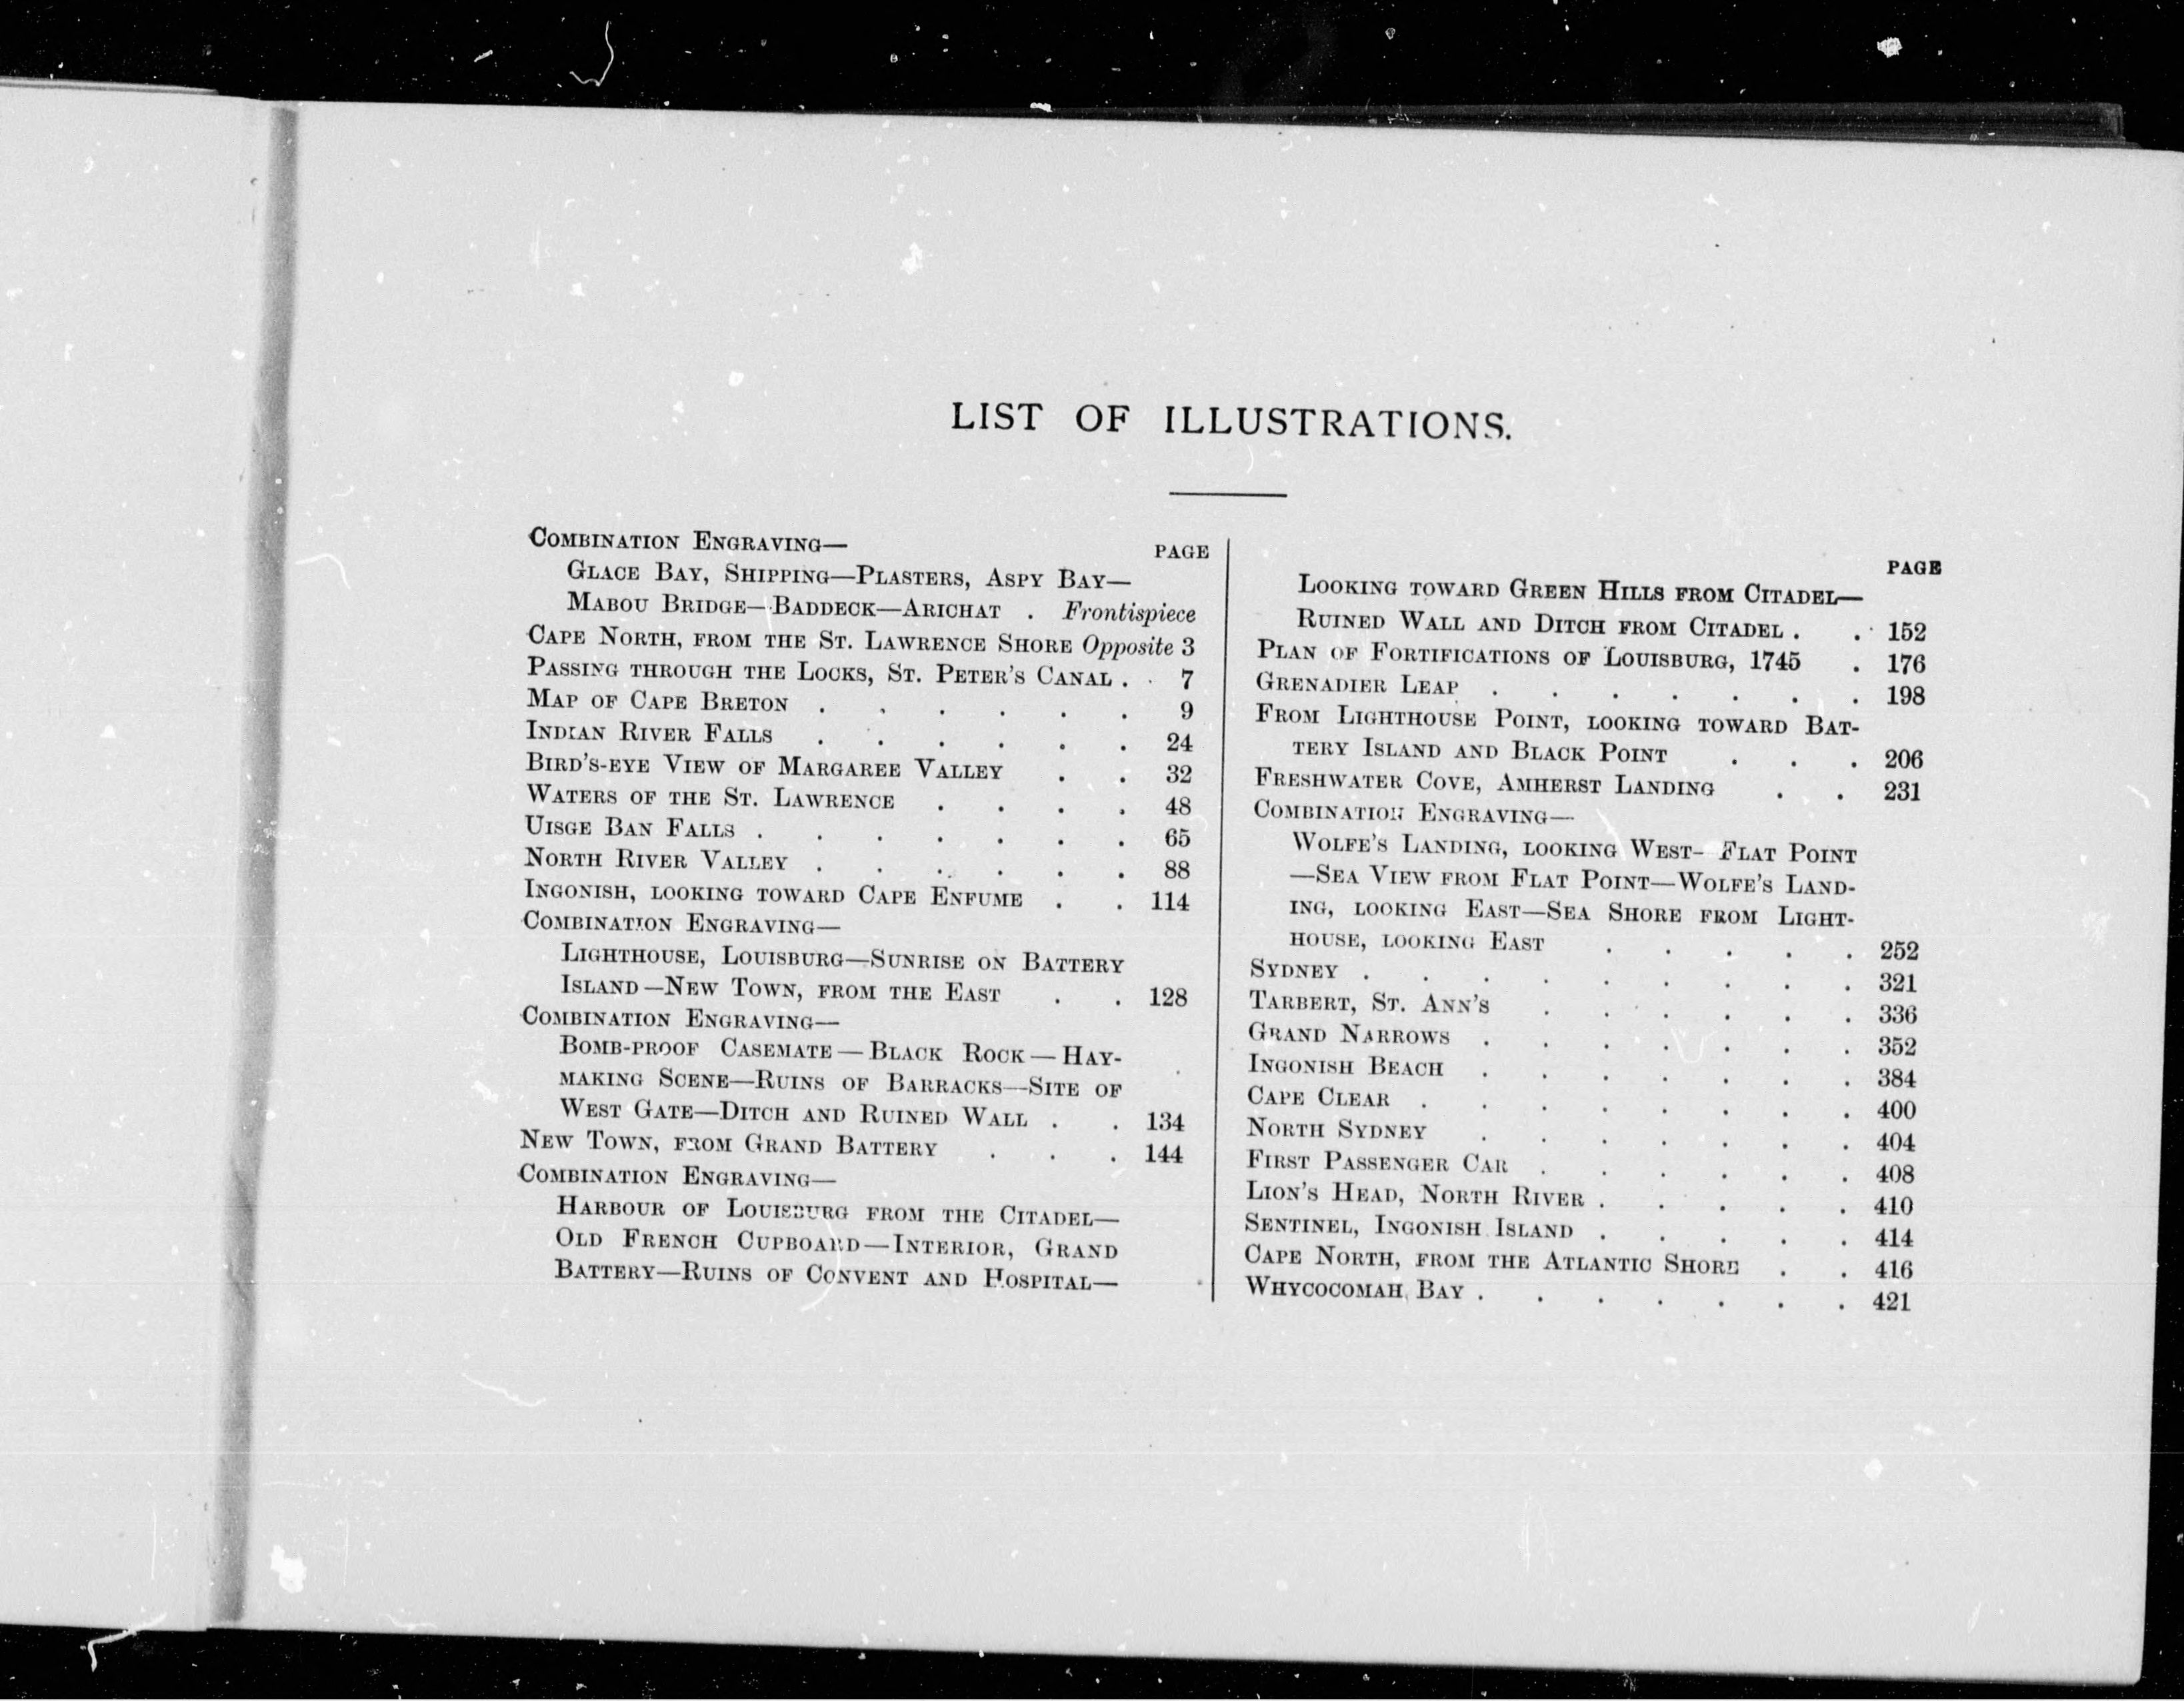 LIST OF ILLUSTRATIONS.
PAGE
COMBINATION ENGRAVING—
GLACE BAY, SHIPPING—PLASTERS, ASPY BAY—
MABOU BRIDGE—BADDECK—ARICHAT . Frontispiece
CAPE NORTH, FROM THE ST. LAWRENCE SHORE Opposite 3
PASSING THROUGH THE LOCKS, ST. PETER'S CANAL . . 7
MAP OF CAPE BRETON . . . . . . 9
INDIAN RIVER FALLS . . . . . . 24
BIRD'S-EYE VIEW OF MARGAREE VALLEY . . 32
WATERS OF THE ST. LAWRENCE . . . . 48
UISGE BAN FALLS . . . . . . . 65
NORTH RIVER VALLEY . . . . . . 88
INGONISH, LOOKING TOWARD CAPE ENFUME . . 114
COMBINATION ENGRAVING—
LIGHTHOUSE, LOUISBURG—SUNRISE ON BATTERY
ISLAND—NEW TOWN, FROM THE EAST . . 128
COMBINATION ENGRAVING—
BOMB-PROOF CASEMATE—BLACK ROCK—HAY-
MAKING SCENE—RUINS OF BARRACKS—SITE OF
WEST GATE—DITCH AND RUINED WALL . . 134
NEW TOWN, FROM GRAND BATTERY . . . 144
COMBINATION ENGRAVING—
HARBOUR OF LOUISBURG FROM THE CITADEL—
OLD FRENCH CUPBOARD—INTERIOR, GRAND
BATTERY—RUINS OF CONVENT AND HOSPITAL—
PAGE
LOOKING TOWARD GREEN HILLS FROM CITADEL—
RUINED WALL AND DITCH FROM CITADEL . . 152
PLAN OF FORTIFICATIONS OF LOUISBURG, 1745 . 176
GRENADIER LEAP . . . . . . . 198
FROM LIGHTHOUSE POINT, LOOKING TOWARD BAT-
TERY ISLAND AND BLACK POINT . . . 206
FRESHWATER COVE, AMHERST LANDING . . 231
COMBINATION ENGRAVING—
WOLFE'S LANDING, LOOKING WEST—FLAT POINT
—SEA VIEW FROM FLAT POINT—WOLFE'S LAND-
ING, LOOKING EAST—SEA SHORE FROM LIGHT-
HOUSE, LOOKING EAST . . . . . 252
SYDNEY . . . . . . . . . 321
TARBERT, ST. ANN'S . . . . . . 336
GRAND NARROWS . . . . . . . 352
INGONISH BEACH . . . . . . . 384
CAPE CLEAR . . . . . . . . 400
NORTH SYDNEY . . . . . . . 404
FIRST PASSENGER CAR . . . . . . 408
LION'S HEAD, NORTH RIVER . . . . . 410
SENTINEL, INGONISH ISLAND . . . . . 414
CAPE NORTH, FROM THE ATLANTIC SHORE . . 416
WHYCOCOMAH BAY . . . . . . . 421